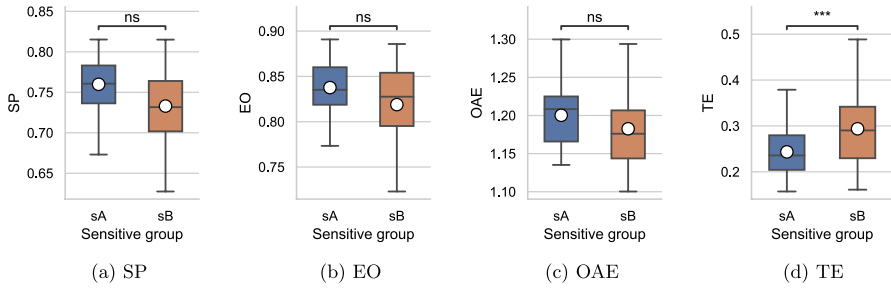 ns
0.85
0.80
0.75
0.70
0.65
SP
sA sB
Sensitive group
(a) SP
ns
0.90
0.85
0.80
0.75
EO
sA sB
Sensitive group
(b) EO
ns
1.30
1.25
1.20
1.15
1.10
OAE
sA sB
Sensitive group
(c) OAE
***
0.5
0.4
0.3
0.2
TE
sA sB
Sensitive group
(d) TE